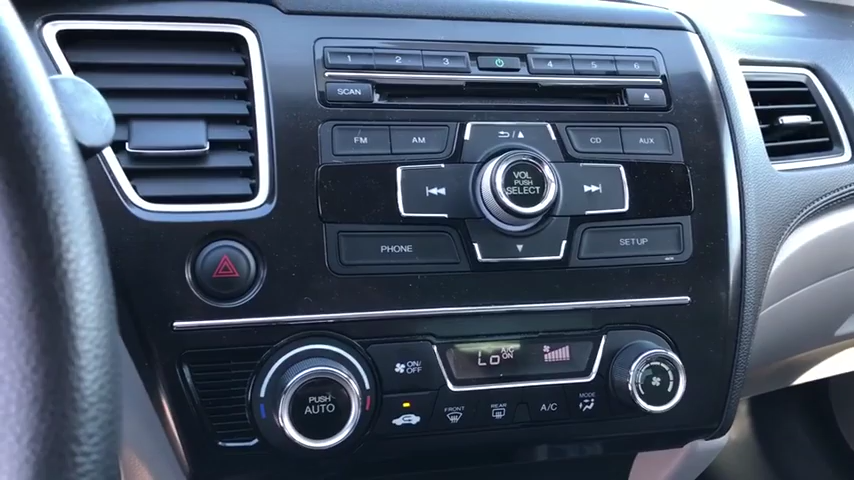 1 2 3 4 5 6
SCAN
FM AM CD AUX
VOL
PUSH
SELECT
PHONE SETUP
ON/
OFF
Lo A/C
ON
PUSH
AUTO
FRONT REAR A/C MODE